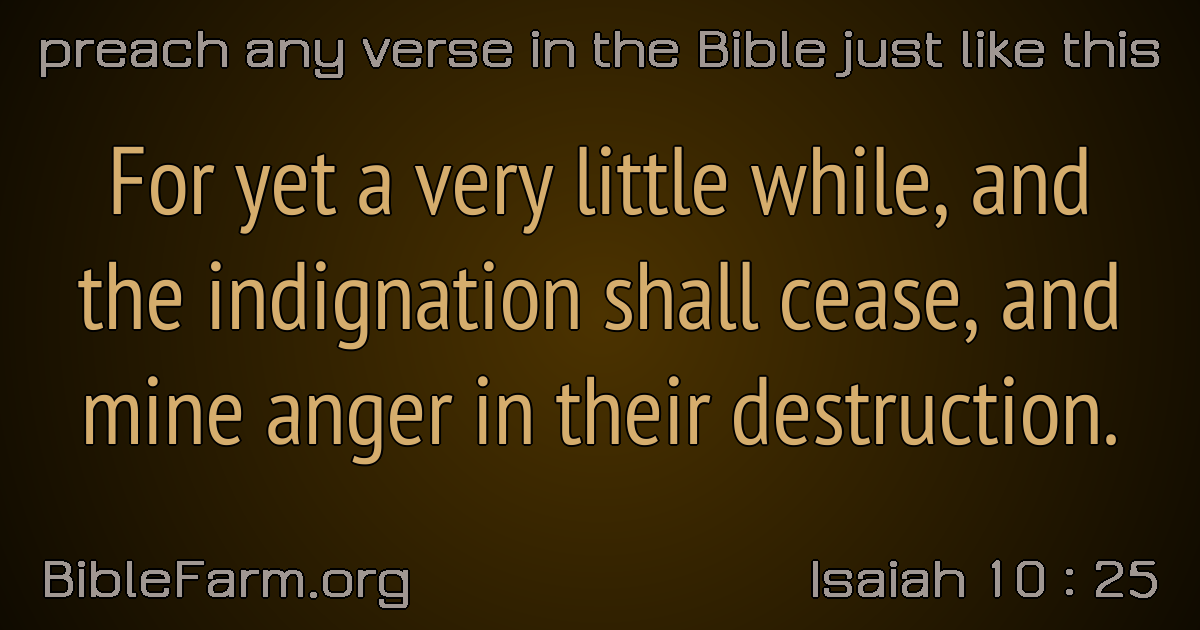 preach any verse in the Bible just like this
For yet a very little while, and
the indignation shall cease, and
mine anger in their destruction.
BibleFarm.org
Isaiah 10 : 25